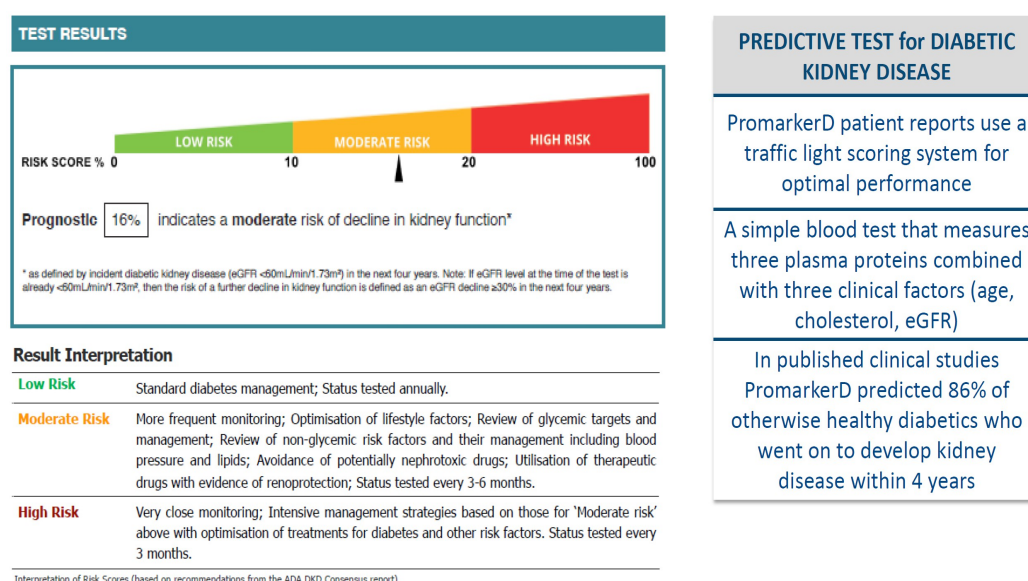 TEST RESULTS
LOW RISK
MODERATE RISK
HIGH RISK
RISK SCORE % 0
10
20
100
Prognostic 16% indicates a moderate risk of decline in kidney function*
* as defined by incident diabetic kidney disease (eGFR <60mL/min/1.73m²) in the next four years. Note: If eGFR level at the time of the test is
already <60mL/min/1.73m², then the risk of a further decline in kidney function is defined as an eGFR decline ≥30% in the next four years.
Result Interpretation
Low Risk
Standard diabetes management; Status tested annually.
Moderate Risk
More frequent monitoring; Optimisation of lifestyle factors; Review of glycemic targets and
management; Review of non-glycemic risk factors and their management including blood
pressure and lipids; Avoidance of potentially nephrotoxic drugs; Utilisation of therapeutic
drugs with evidence of renoprotection; Status tested every 3-6 months.
High Risk
Very close monitoring; Intensive management strategies based on those for ‘Moderate risk’
above with optimisation of treatments for diabetes and other risk factors. Status tested every
3 months.
Interpretation of Risk Scores (based on recommendations from the ADA DKD Consensus report)
PREDICTIVE TEST for DIABETIC
KIDNEY DISEASE
PromarkerD patient reports use a
traffic light scoring system for
optimal performance
A simple blood test that measures
three plasma proteins combined
with three clinical factors (age,
cholesterol, eGFR)
In published clinical studies
PromarkerD predicted 86% of
otherwise healthy diabetics who
went on to develop kidney
disease within 4 years